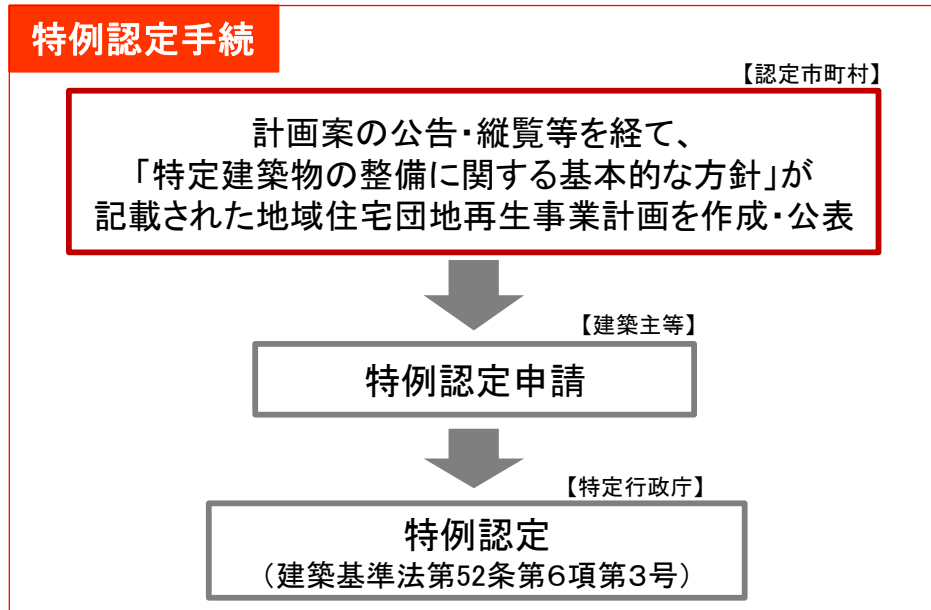 特例認定手続
【認定市町村】
計画案の公告・縦覧等を経て、
「特定建築物の整備に関する基本的な方針」が
記載された地域住宅団地再生事業計画を作成・公表
【建築主等】
特例認定申請
【特定行政庁】
特例認定
（建築基準法第52条第６項第３号）